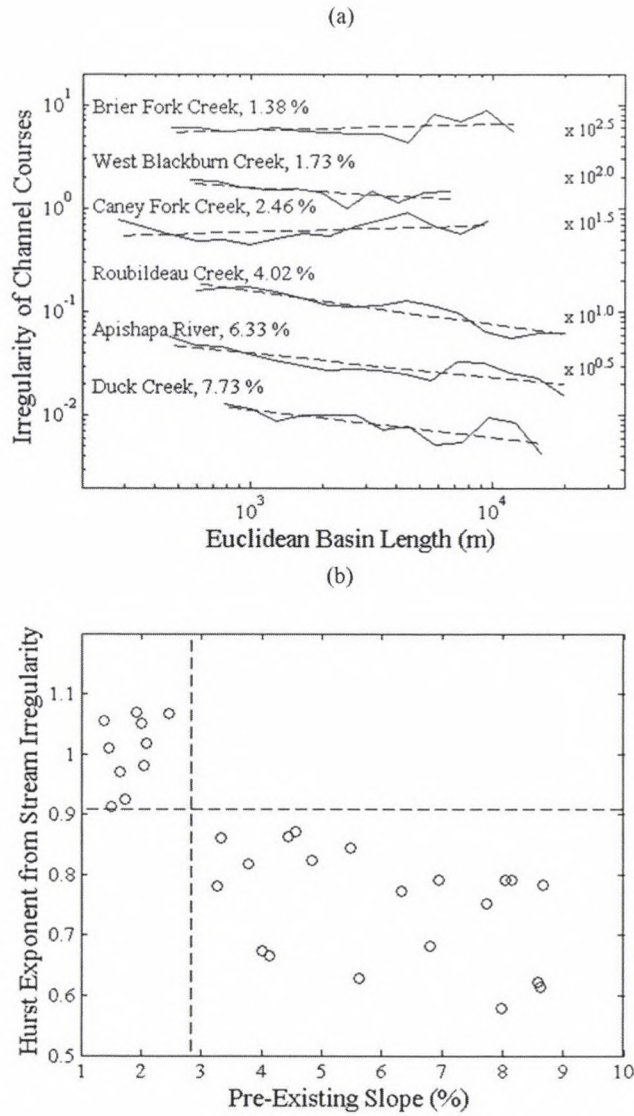 (a)
10^1
10^0
10^-1
10^-2
Irregularity of Channel Courses
Brier Fork Creek, 1.38 %
x 10^2.5
West Blackburn Creek, 1.73 %
x 10^2.0
Caney Fork Creek, 2.46 %
x 10^1.5
Roubildeau Creek, 4.02 %
x 10^1.0
Apishapa River, 6.33 %
x 10^0.5
Duck Creek, 7.73 %
10^3
10^4
Euclidean Basin Length (m)
(b)
Hurst Exponent from Stream Irregularity
1.1
1
0.9
0.8
0.7
0.6
0.5
1 2 3 4 5 6 7 8 9 10
Pre-Existing Slope (%)